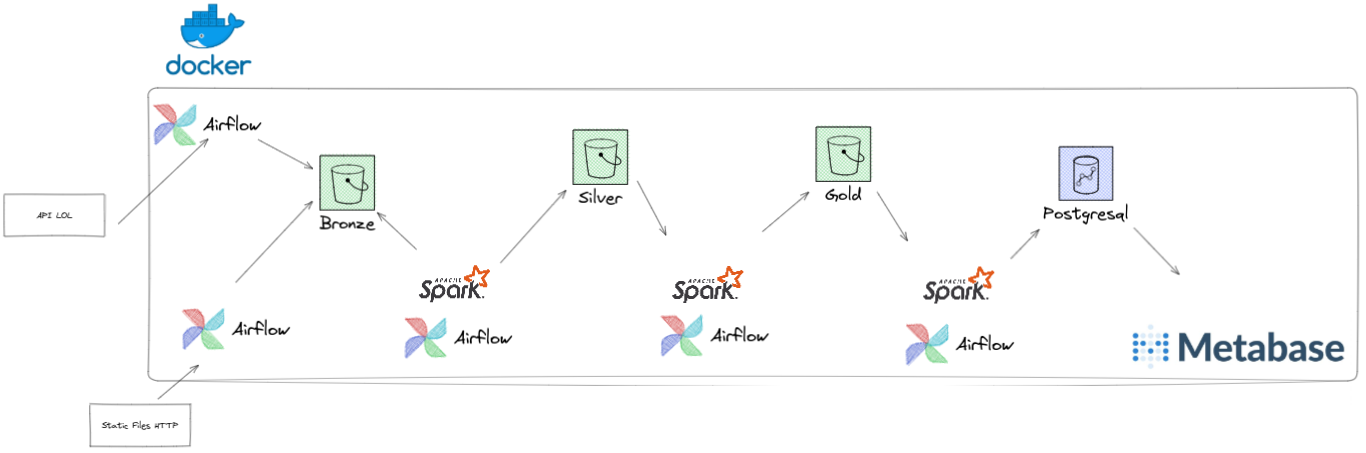 docker
Airflow
API LOL
Bronze
Silver
Gold
Postgresql
APACHE
Spark
Airflow
APACHE
Spark
Airflow
APACHE
Spark
Airflow
Airflow
Metabase
Static Files HTTP